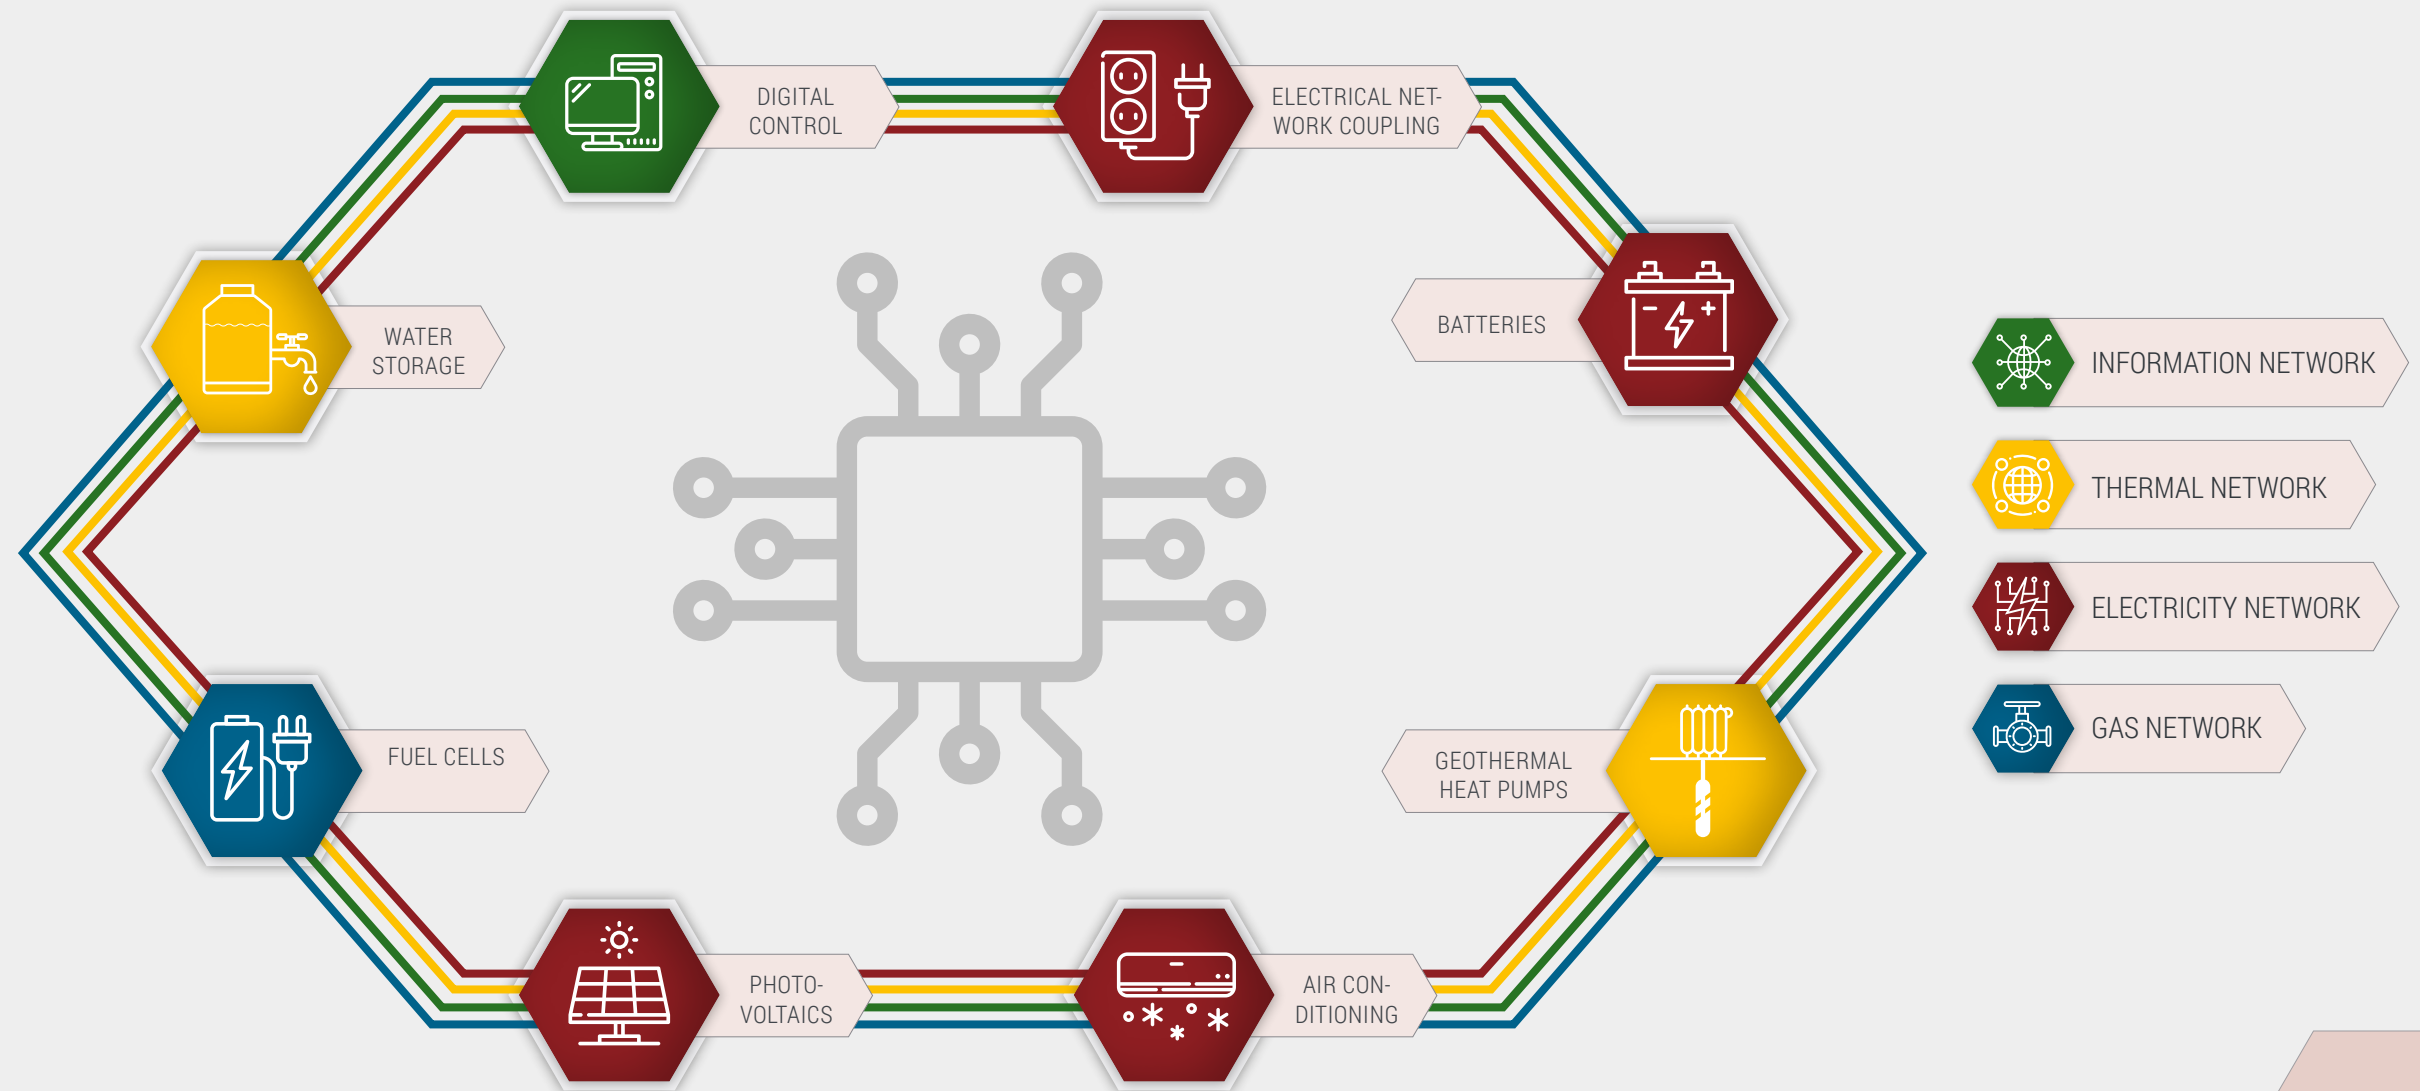 DIGITAL
CONTROL
ELECTRICAL NET-
WORK COUPLING
WATER
STORAGE
BATTERIES
FUEL CELLS
GEOTHERMAL
HEAT PUMPS
PHOTO-
VOLTAICS
AIR CON-
DITIONING
INFORMATION NETWORK
THERMAL NETWORK
ELECTRICITY NETWORK
GAS NETWORK